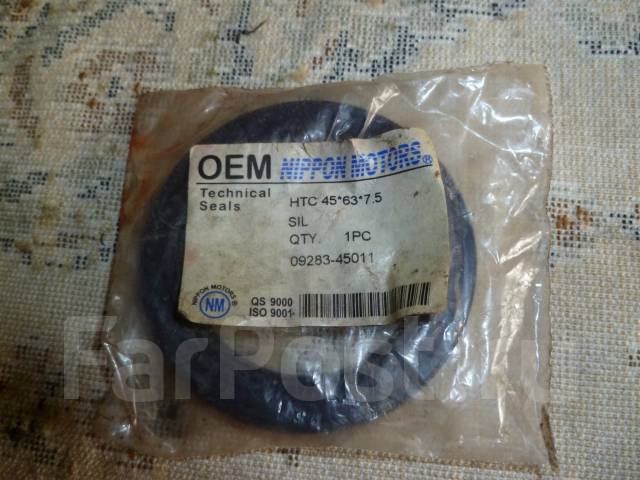 OEM NIPPON MOTORS®
Technical Seals
HTC 45*63*7.5
SIL
QTY. 1PC
09283-45011
NIPPON MOTORS®
NM
QS 9000
ISO 9001
FarPost.ru